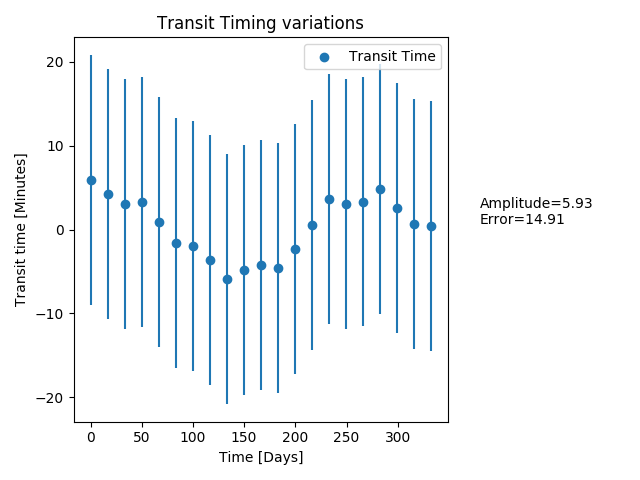 Transit Timing variations
Transit Time
20
10
0
−10
−20
Transit time [Minutes]
0 50 100 150 200 250 300
Time [Days]
Amplitude=5.93
Error=14.91